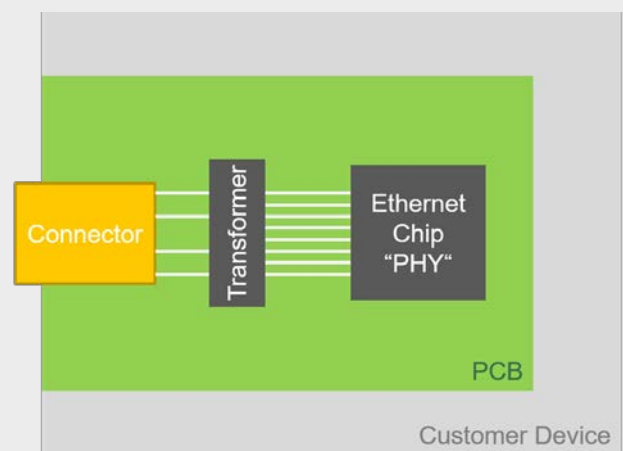 Connector
Transformer
Ethernet
Chip
“PHY“
PCB
Customer Device